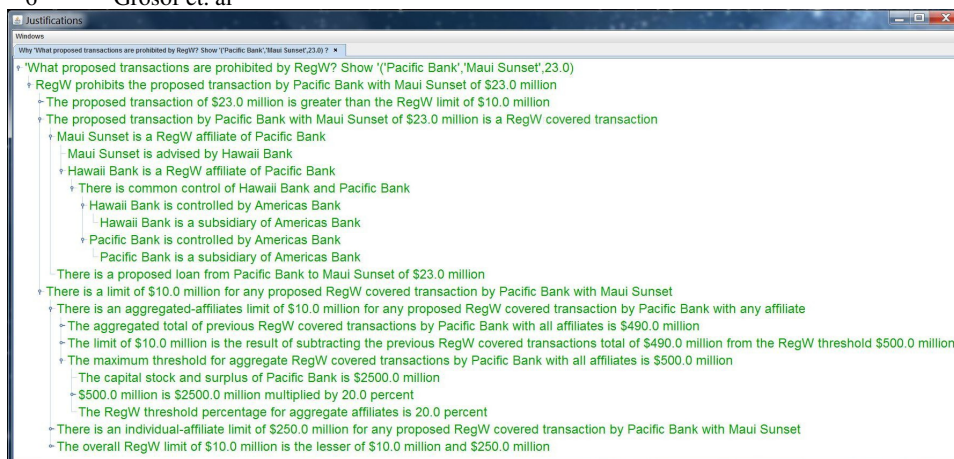 6 Grosof et. al
Justifications
Windows
Why 'What proposed transactions are prohibited by RegW? Show '('Pacific Bank','Maui Sunset',23.0) ? ×
'What proposed transactions are prohibited by RegW? Show '('Pacific Bank','Maui Sunset',23.0)
RegW prohibits the proposed transaction by Pacific Bank with Maui Sunset of $23.0 million
The proposed transaction of $23.0 million is greater than the RegW limit of $10.0 million
The proposed transaction by Pacific Bank with Maui Sunset of $23.0 million is a RegW covered transaction
Maui Sunset is a RegW affiliate of Pacific Bank
Maui Sunset is advised by Hawaii Bank
Hawaii Bank is a RegW affiliate of Pacific Bank
There is common control of Hawaii Bank and Pacific Bank
Hawaii Bank is controlled by Americas Bank
Hawaii Bank is a subsidiary of Americas Bank
Pacific Bank is controlled by Americas Bank
Pacific Bank is a subsidiary of Americas Bank
There is a proposed loan from Pacific Bank to Maui Sunset of $23.0 million
There is a limit of $10.0 million for any proposed RegW covered transaction by Pacific Bank with Maui Sunset
There is an aggregated-affiliates limit of $10.0 million for any proposed RegW covered transaction by Pacific Bank with any affiliate
The aggregated total of previous RegW covered transactions by Pacific Bank with all affiliates is $490.0 million
The limit of $10.0 million is the result of subtracting the previous RegW covered transactions total of $490.0 million from the RegW threshold $500.0 million
The maximum threshold for aggregate RegW covered transactions by Pacific Bank with all affiliates is $500.0 million
The capital stock and surplus of Pacific Bank is $2500.0 million
$500.0 million is $2500.0 million multiplied by 20.0 percent
The RegW threshold percentage for aggregate affiliates is 20.0 percent
There is an individual-affiliate limit of $250.0 million for any proposed RegW covered transaction by Pacific Bank with Maui Sunset
The overall RegW limit of $10.0 million is the lesser of $10.0 million and $250.0 million